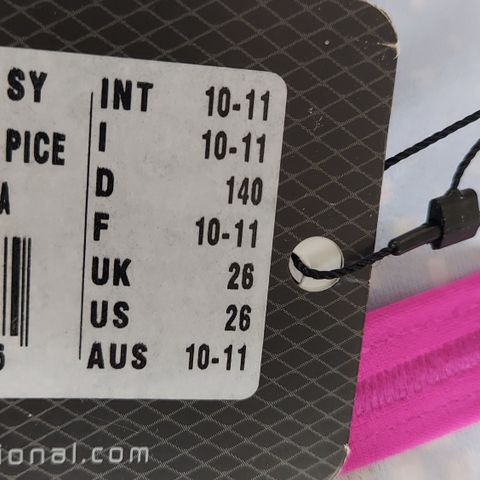 SY INT 10-11
I 10-11
PICE D 140
A F 10-11
UK 26
US 26
AUS 10-11
ional.com